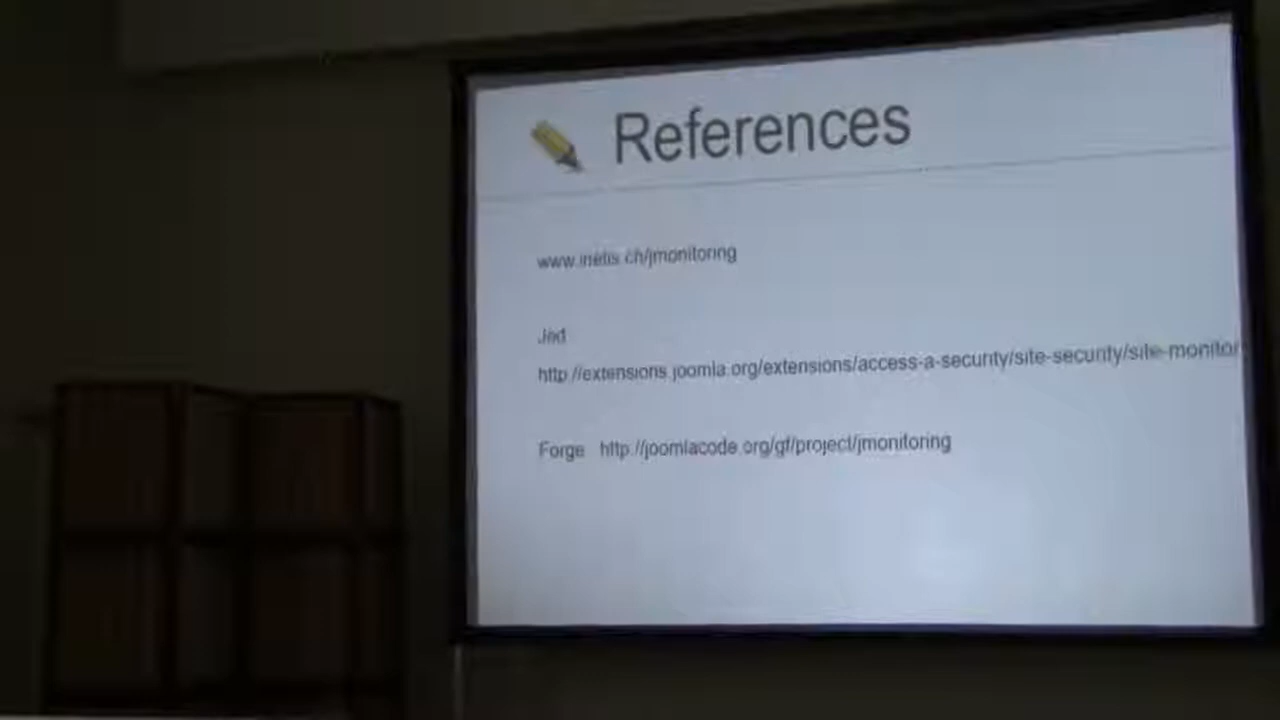 References
www.inetis.ch/jmonitoring
Jed
http://extensions.joomla.org/extensions/access-a-security/site-security/site-monitor
Forge http://joomlacode.org/gf/project/jmonitoring